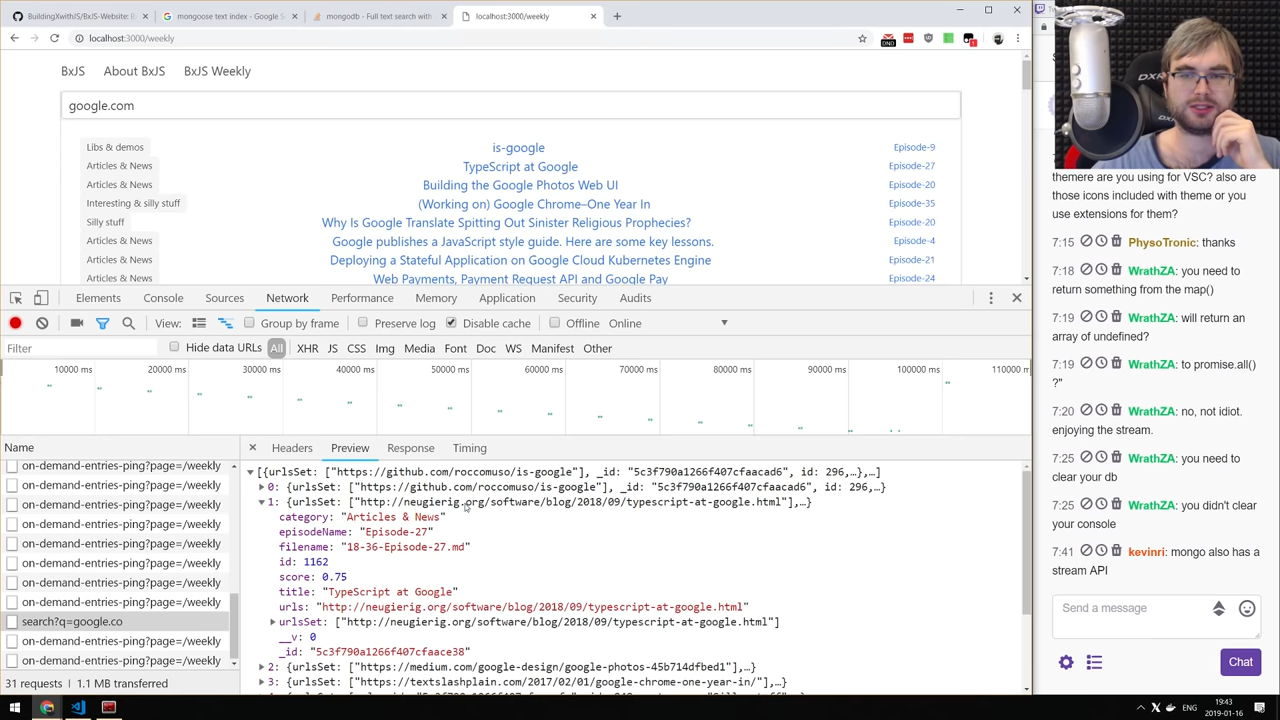 BuildingXwithJS/BxJS-Website: B
mongoose text index - Google S
mongodb - Full text search with
localhost:3000/weekly
localhost:3000/weekly
BxJS About BxJS BxJS Weekly
google.com
Libs & demos is-google Episode-9
Articles & News TypeScript at Google Episode-27
Articles & News Building the Google Photos Web UI Episode-20
Interesting & silly stuff (Working on) Google Chrome–One Year In Episode-35
Silly stuff Why Is Google Translate Spitting Out Sinister Religious Prophecies? Episode-20
Articles & News Google publishes a JavaScript style guide. Here are some key lessons. Episode-4
Articles & News Deploying a Stateful Application on Google Cloud Kubernetes Engine Episode-21
Articles & News Web Payments, Payment Request API and Google Pay Episode-24
Elements Console Sources Network Performance Memory Application Security Audits
View: Group by frame Preserve log Disable cache Offline Online
Filter Hide data URLs All XHR JS CSS Img Media Font Doc WS Manifest Other
10000 ms 20000 ms 30000 ms 40000 ms 50000 ms 60000 ms 70000 ms 80000 ms 90000 ms 100000 ms 110000 m
Name
on-demand-entries-ping?page=/weekly
on-demand-entries-ping?page=/weekly
on-demand-entries-ping?page=/weekly
on-demand-entries-ping?page=/weekly
on-demand-entries-ping?page=/weekly
on-demand-entries-ping?page=/weekly
on-demand-entries-ping?page=/weekly
on-demand-entries-ping?page=/weekly
search?q=google.co
on-demand-entries-ping?page=/weekly
on-demand-entries-ping?page=/weekly
31 requests | 1.1 MB transferred
Headers Preview Response Timing
[{urlsSet: ["https://github.com/roccomuso/is-google"], _id: "5c3f790a1266f407cfaacad6", id: 296,…},…]
0: {urlsSet: ["https://github.com/roccomuso/is-google"], _id: "5c3f790a1266f407cfaacad6", id: 296,…}
1: {urlsSet: ["http://neugierig.org/software/blog/2018/09/typescript-at-google.html"],…}
category: "Articles & News"
episodeName: "Episode-27"
filename: "18-36-Episode-27.md"
id: 1162
score: 0.75
title: "TypeScript at Google"
urls: "http://neugierig.org/software/blog/2018/09/typescript-at-google.html"
urlsSet: ["http://neugierig.org/software/blog/2018/09/typescript-at-google.html"]
__v: 0
_id: "5c3f790a1266f407cfaace38"
2: {urlsSet: ["https://medium.com/google-design/google-photos-45b714dfbed1"],…}
3: {urlsSet: ["https://textslashplain.com/2017/02/01/google-chrome-one-year-in/"],…}
themere are you using for VSC? also are
those icons included with theme or you
use extensions for them?
7:15 PhysoTronic: thanks
7:18 WrathZA: you need to
return something from the map()
7:19 WrathZA: will return an
array of undefined?
7:19 WrathZA: to promise.all()
?"
7:20 WrathZA: no, not idiot.
enjoying the stream.
7:25 WrathZA: you need to
clear your db
7:25 WrathZA: you didn't clear
your console
7:41 kevinri: mongo also has a
stream API
Send a message
Chat
ENG
19:43
2019-01-16